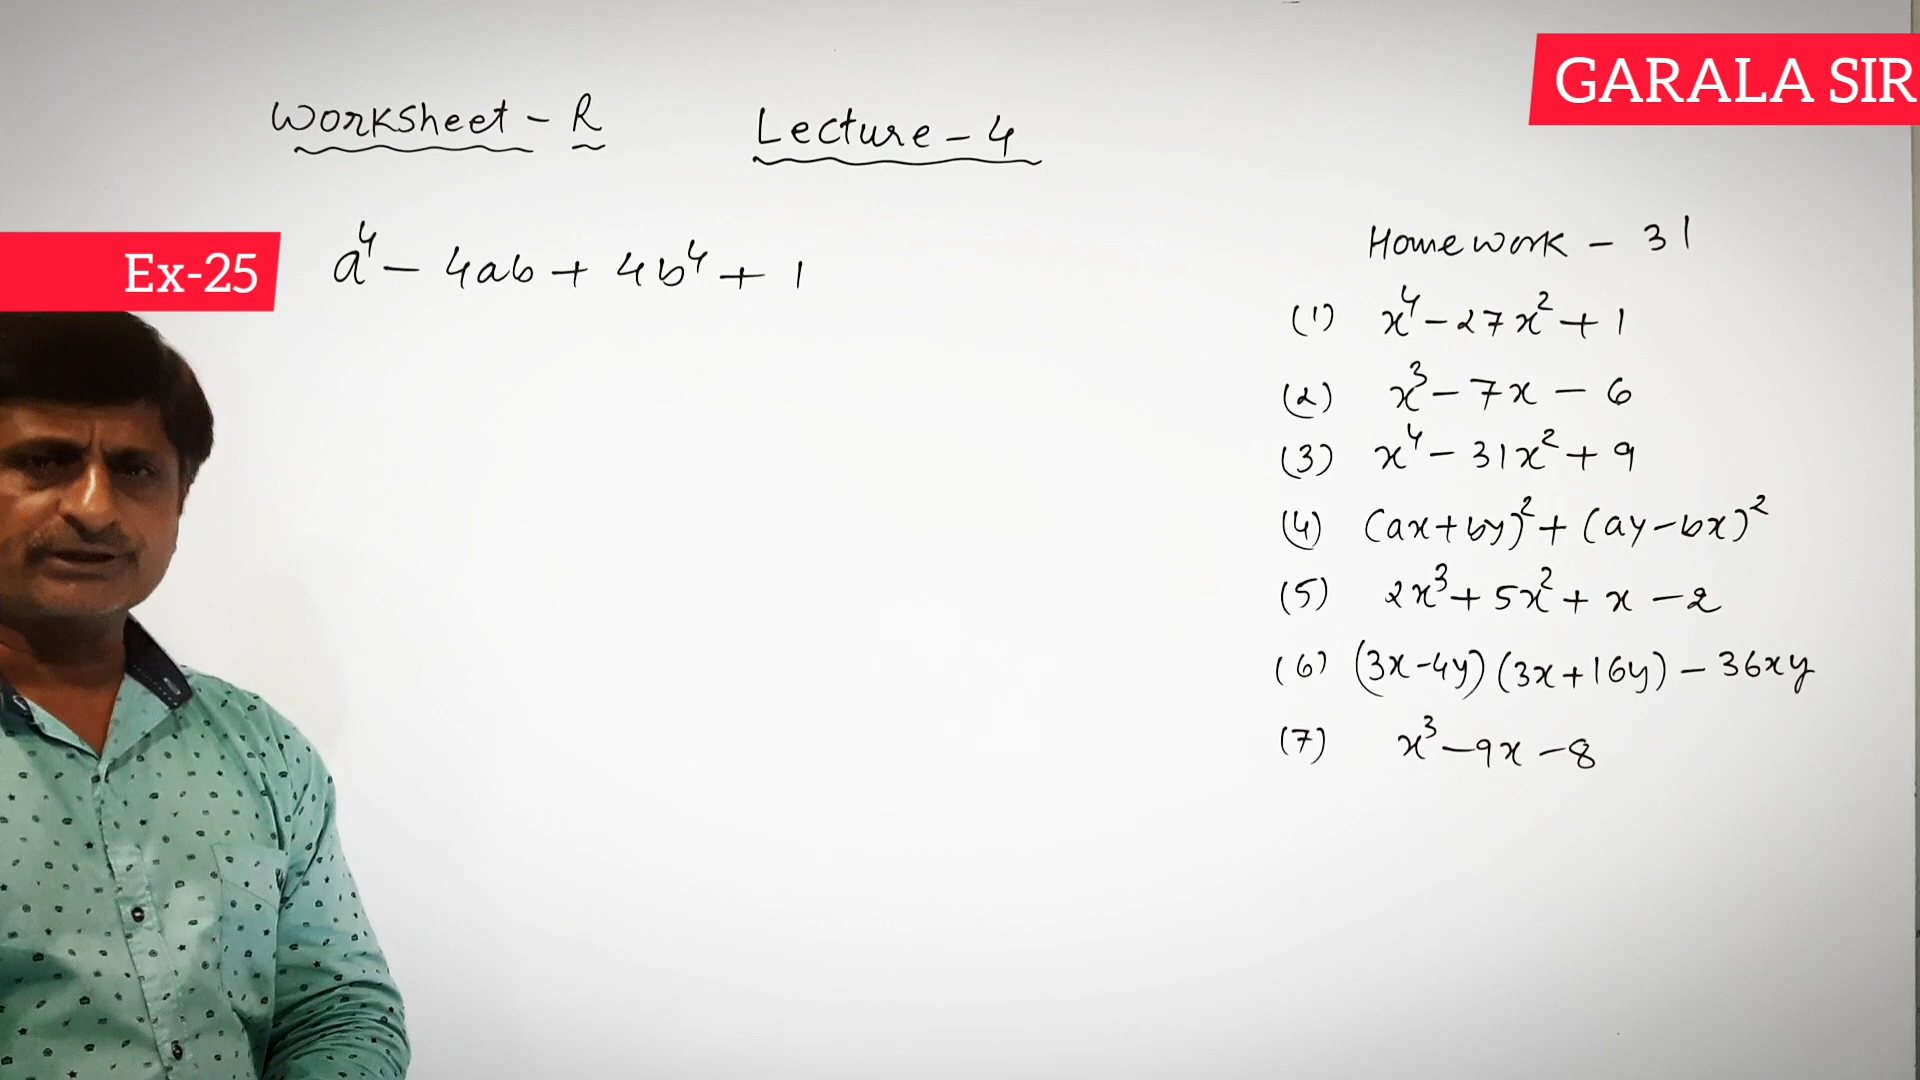 GARALA SIR
Worksheet - R
Lecture - 4
Ex-25
a⁴ - 4ab + 4b⁴ + 1
Homework - 31
(1) x⁴ - 27x² + 1
(2) x³ - 7x - 6
(3) x⁴ - 31x² + 9
(4) (ax+by)² + (ay-bx)²
(5) 2x³ + 5x² + x - 2
(6) (3x-4y) (3x+16y) - 36xy
(7) x³ - 9x - 8